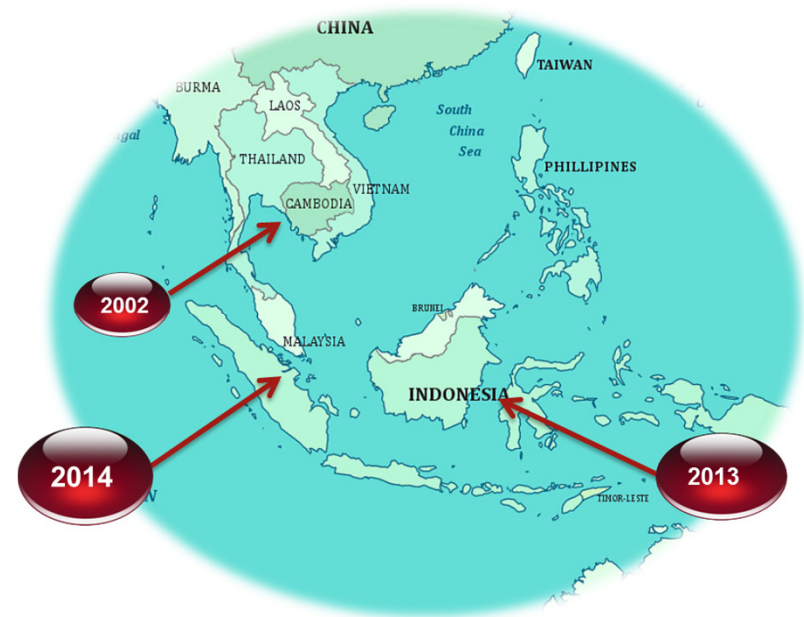 CHINA
TAIWAN
BURMA
LAOS
South
China
Sea
gal
THAILAND
PHILLIPINES
VIETNAM
CAMBODIA
2002
BRUNEI
MALAYSIA
INDONESIA
2014
2013
N
TIMOR-LESTE